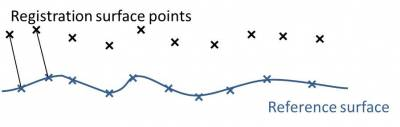 Registration surface points
Reference surface